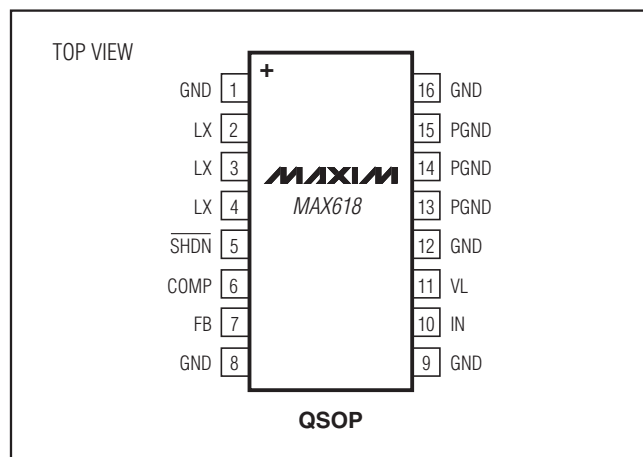 TOP VIEW
+
GND 1
LX 2
LX 3
LX 4
SHDN 5
COMP 6
FB 7
GND 8
MAXIM
MAX618
16 GND
15 PGND
14 PGND
13 PGND
12 GND
11 VL
10 IN
9 GND
QSOP